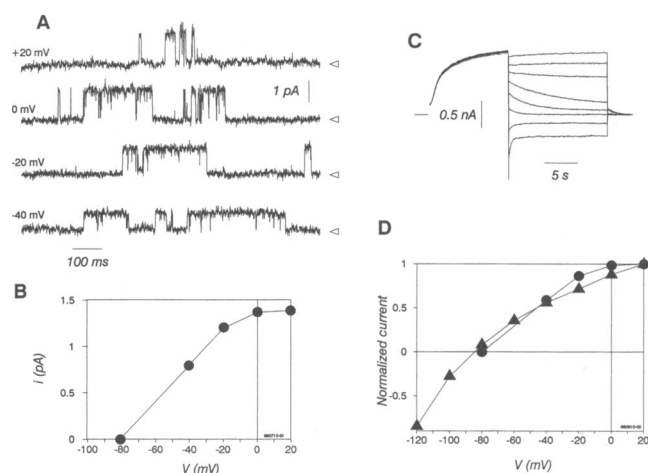 A
+20 mV
1 pA
0 mV
-20 mV
-40 mV
100 ms
B
1.5
1
0.5
0
i (pA)
-100 -80 -60 -40 -20 0 20
V (mV)
C
0.5 nA
5 s
D
1
0.5
0
-0.5
Normalized current
-120 -100 -80 -60 -40 -20 0 20
V (mV)